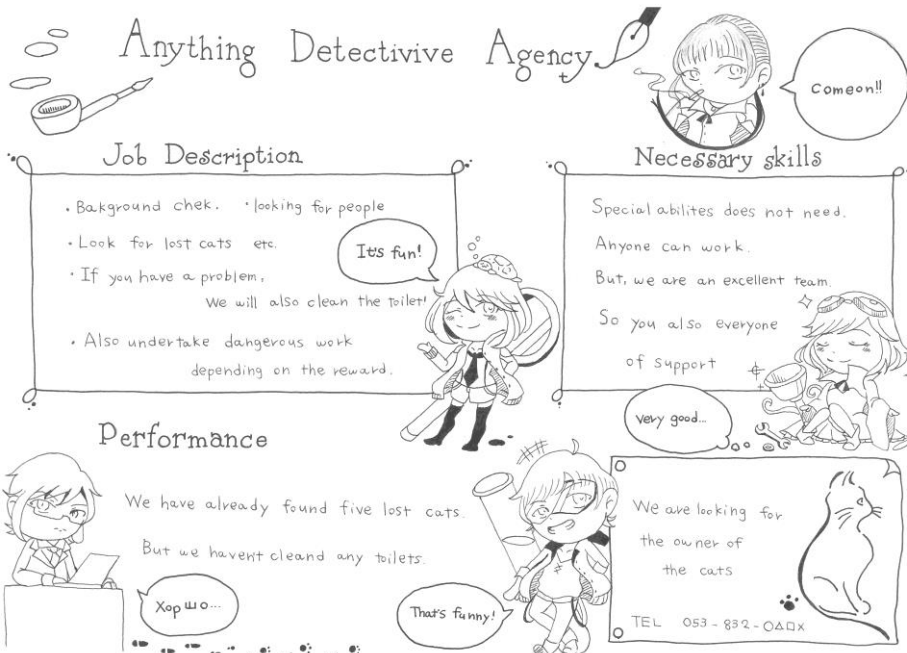 Anything Detectivive Agency
Comeon!!
Job Description
・Bakground chek. ・looking for people
・Look for lost cats etc.
・If you have a problem,
We will also clean the toilet!
・Also undertake dangerous work
depending on the reward.
It's fun!
Necessary skills
Special abilites does not need.
Anyone can work.
But, we are an excellent team.
So you also everyone
of support
very good...
Performance
We have already found five lost cats.
But we haven't cleand any toilets.
Хоршо...
That's funny!
We are looking for
the owner of
the cats
TEL 053-832-○△□×